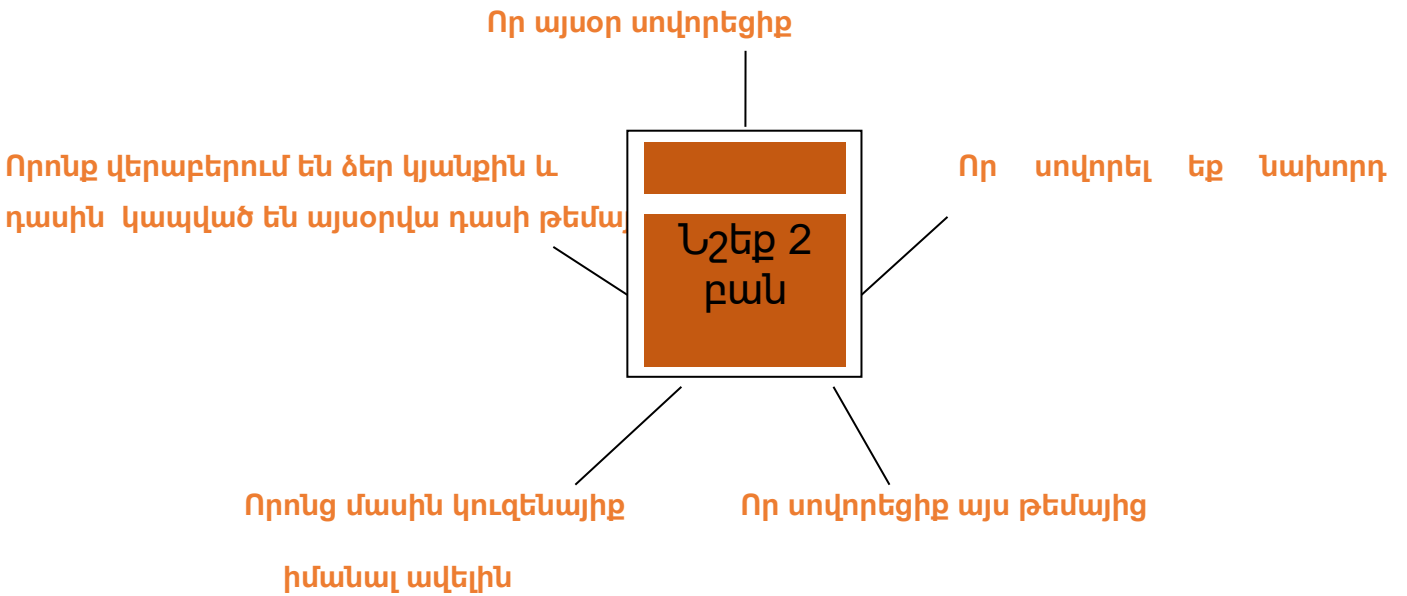 Որ այսօր սովորեցիք
Որոնք վերաբերում են ձեր կյանքին և
դասին կապված են այսօրվա դասի
Որ սովորել եք նախորդ
Նշեք 2
բան
Որոնց մասին կուզենայիք
իմանալ ավելին
Որ սովորեցիք այս թեմայից